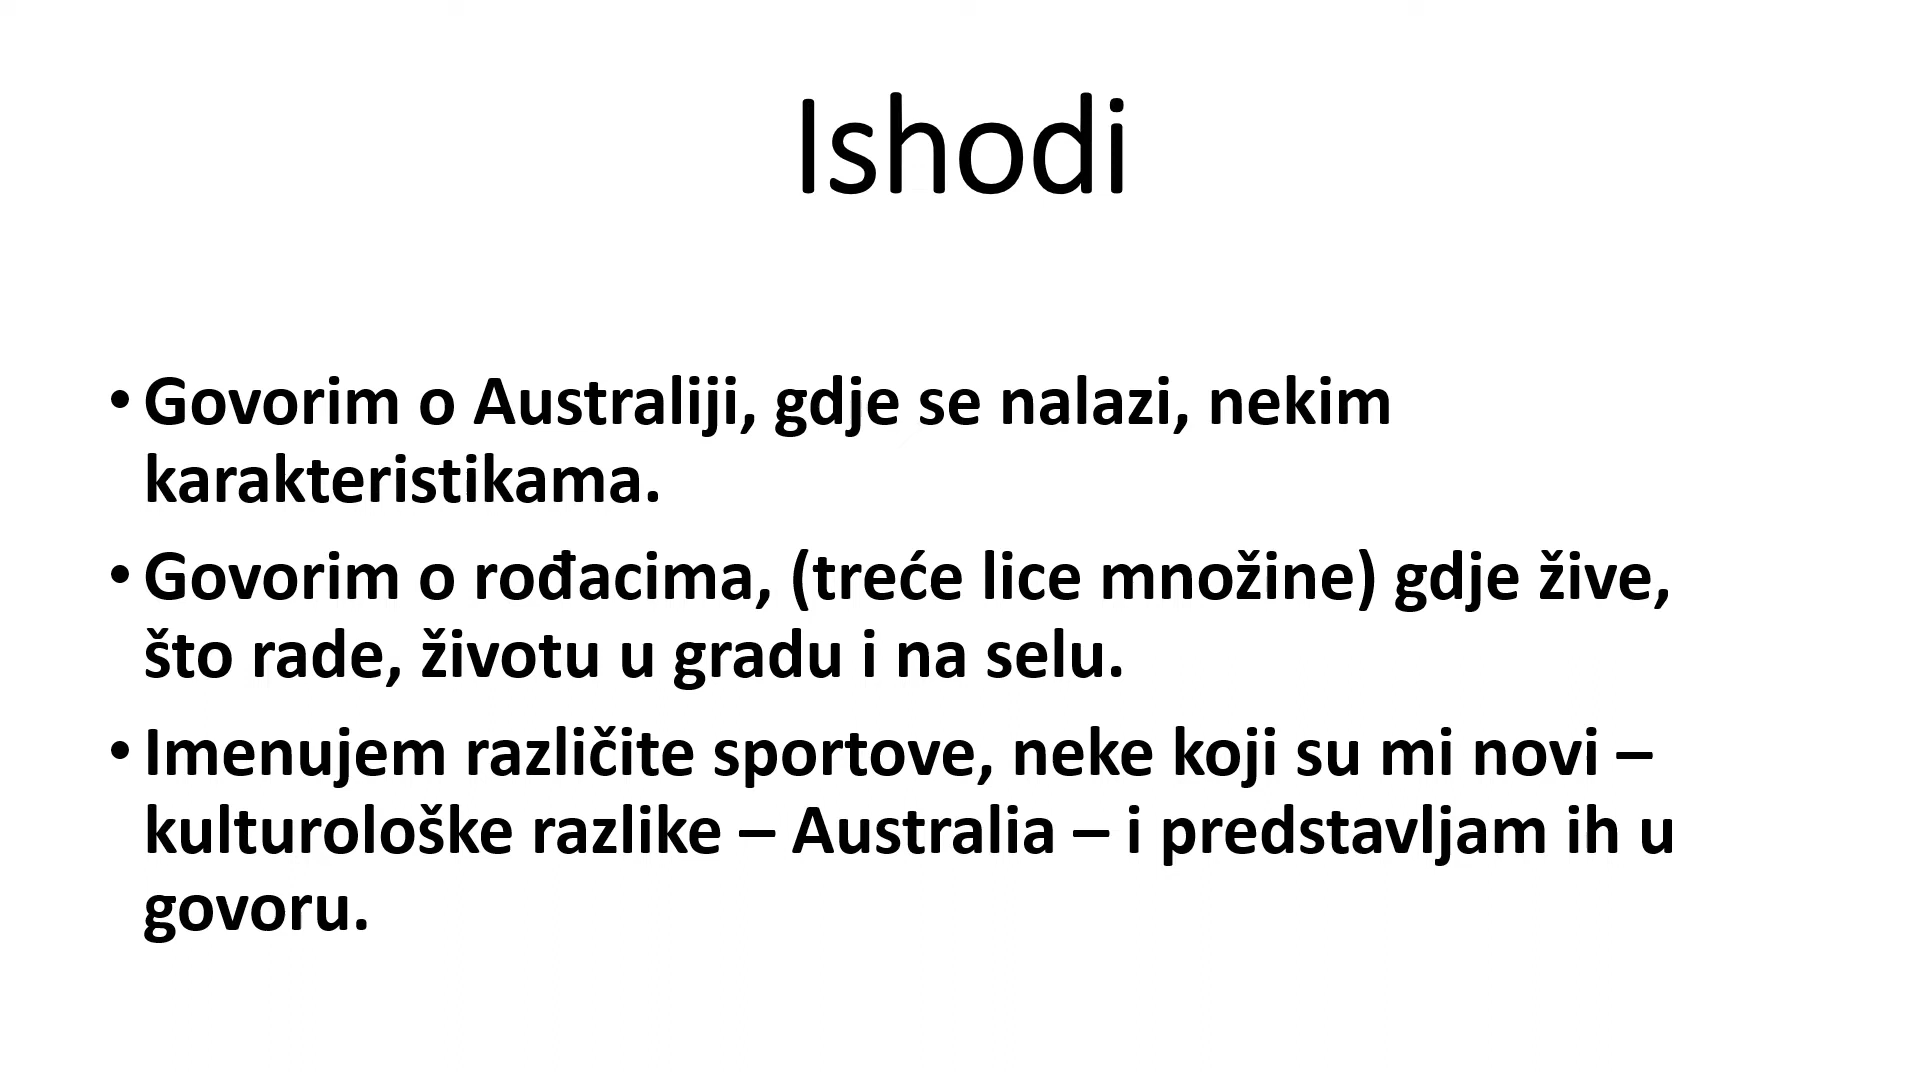 Ishodi
• Govorim o Australiji, gdje se nalazi, nekim
karakteristikama.
• Govorim o rođacima, (treće lice množine) gdje žive,
što rade, životu u gradu i na selu.
• Imenujem različite sportove, neke koji su mi novi –
kulturološke razlike – Australia – i predstavljam ih u
govoru.